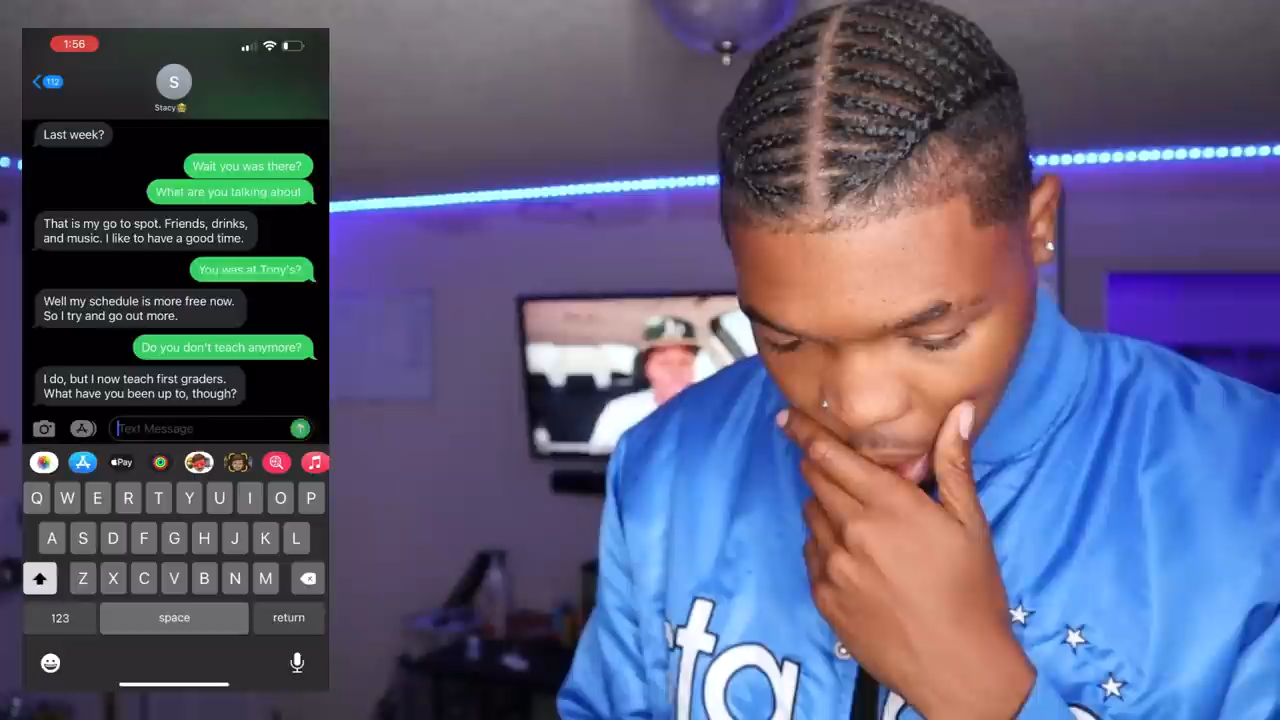 1:56
112
S
Stacy
Last week?
Wait you was there?
What are you talking about
That is my go to spot. Friends, drinks,
and music. I like to have a good time.
You was at Tony's?
Well my schedule is more free now.
So I try and go out more.
Do you don't teach anymore?
I do, but I now teach first graders.
What have you been up to, though?
Text Message
Pay
Q W E R T Y U I O P
A S D F G H J K L
Z X C V B N M
123 space return
ta